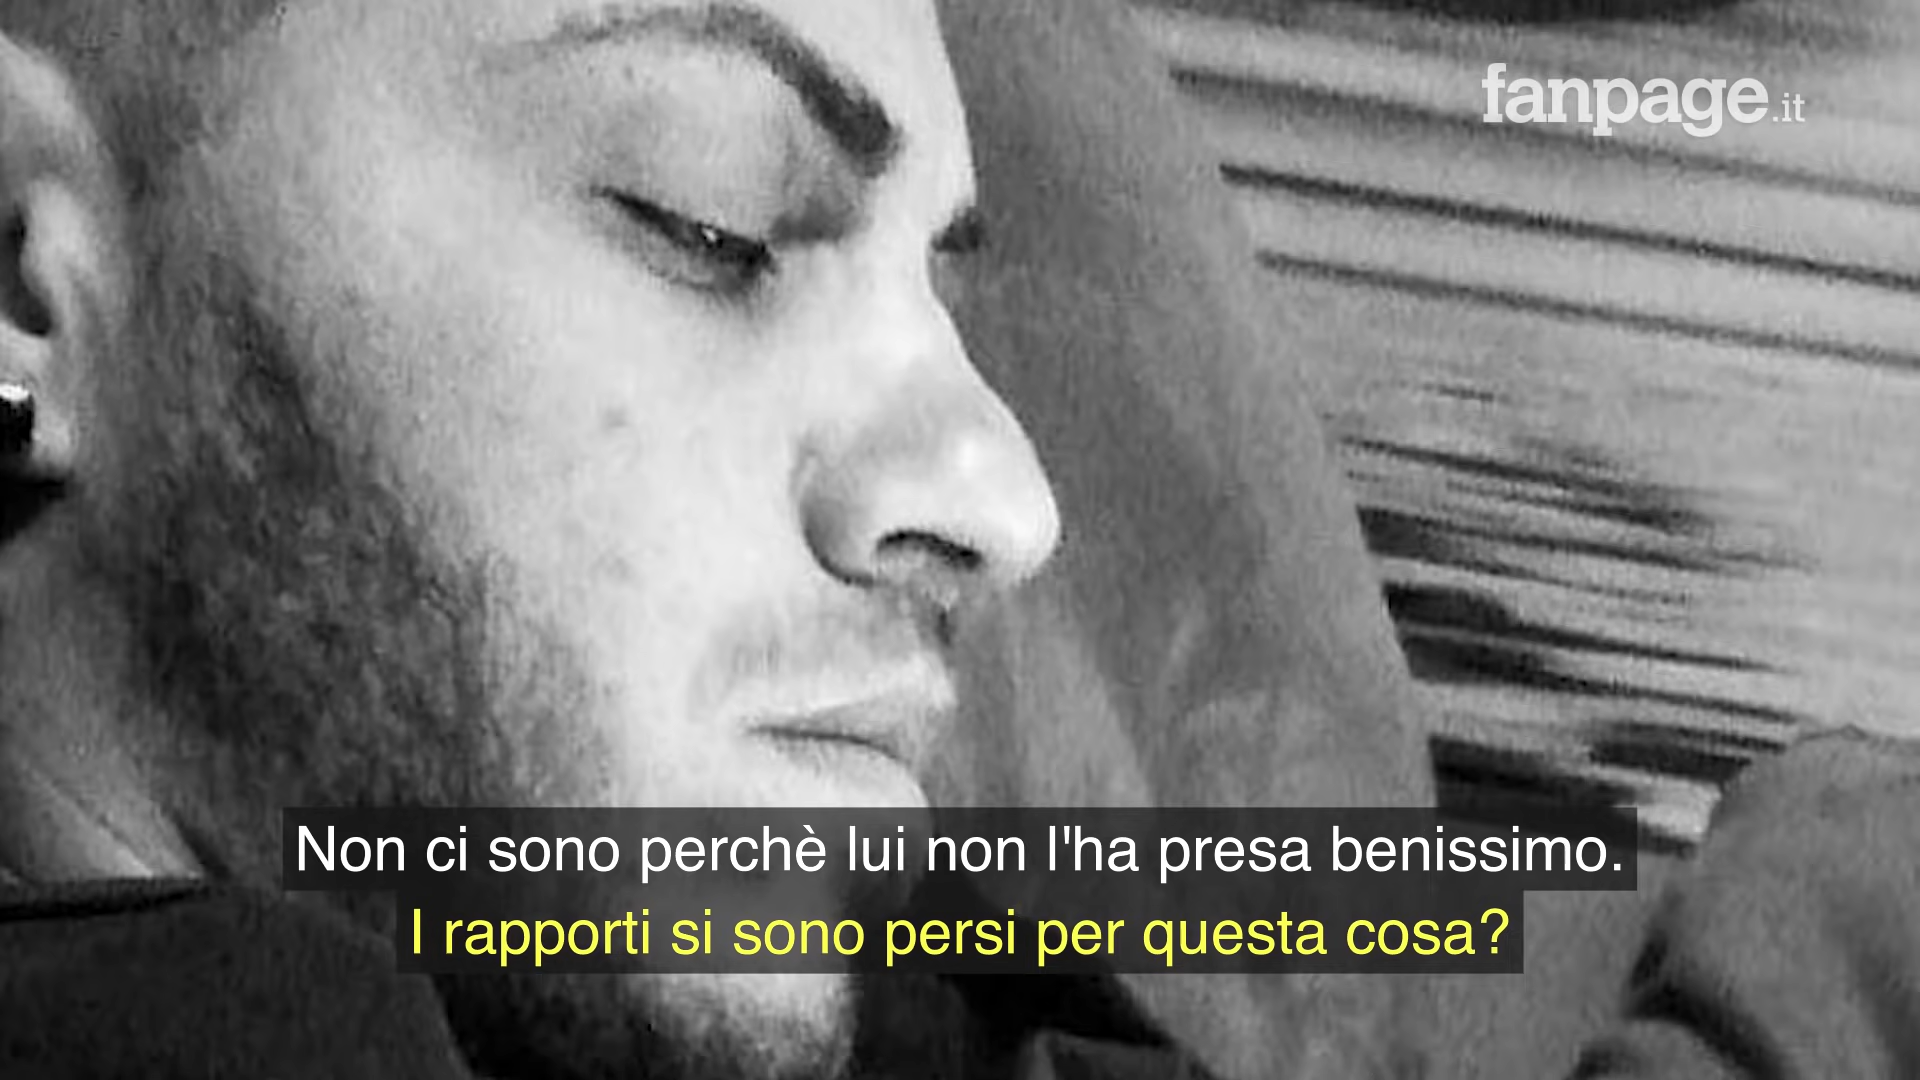 fanpage.it
Non ci sono perchè lui non l'ha presa benissimo.
I rapporti si sono persi per questa cosa?